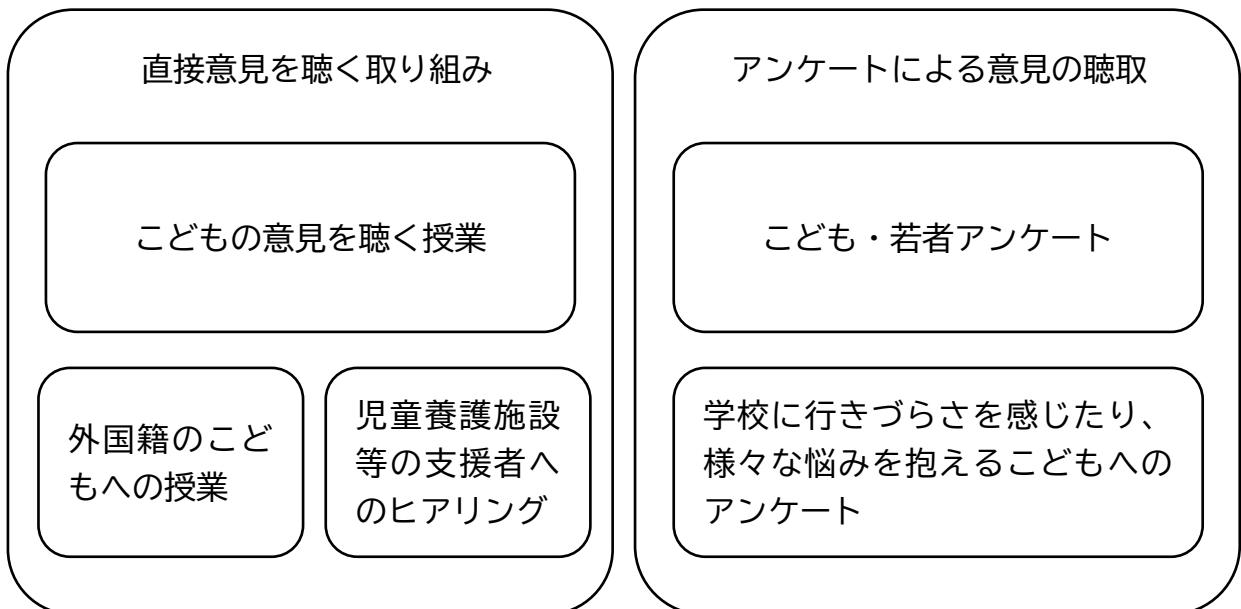 直接意見を聴く取り組み
こどもの意見を聴く授業
外国籍のこど
もへの授業
児童養護施設
等の支援者へ
のヒアリング
アンケートによる意見の聴取
こども・若者アンケート
学校に行きづらさを感じたり、
様々な悩みを抱えるこどもへの
アンケート